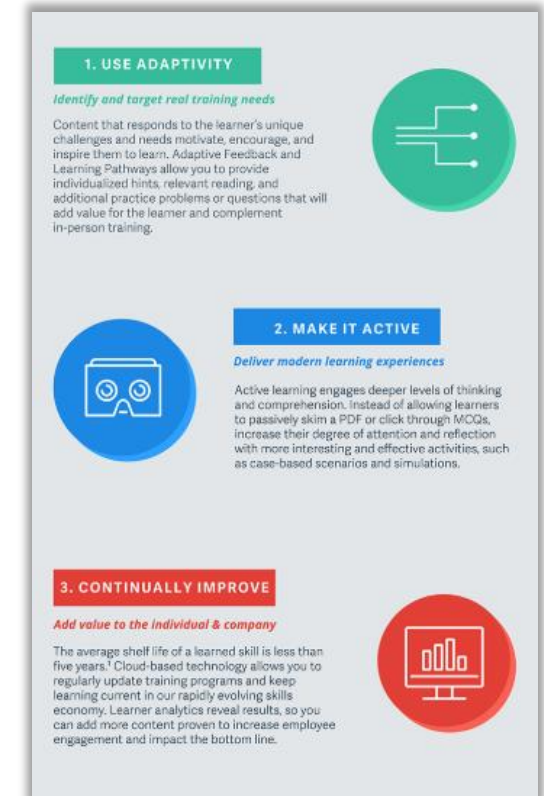 1. USE ADAPTIVITY
Identify and target real training needs
Content that responds to the learner's unique
challenges and needs motivate, encourage, and
inspire them to learn. Adaptive Feedback and
Learning Pathways allow you to provide
individualized hints, relevant reading, and
additional practice problems or questions that will
add value for the learner and complement
in-person training.
2. MAKE IT ACTIVE
Deliver modern learning experiences
Active learning engages deeper levels of thinking
and comprehension. Instead of allowing learners
to passively skim a PDF or click through MCQs,
increase their degree of attention and reflection
with more interesting and effective activities, such
as case-based scenarios and simulations.
3. CONTINUALLY IMPROVE
Add value to the individual & company
The average shelf life of a learned skill is less than
five years.¹ Cloud-based technology allows you to
regularly update training programs and keep
learning current in our rapidly evolving skills
economy. Learner analytics reveal results, so you
can add more content proven to increase employee
engagement and impact the bottom line.